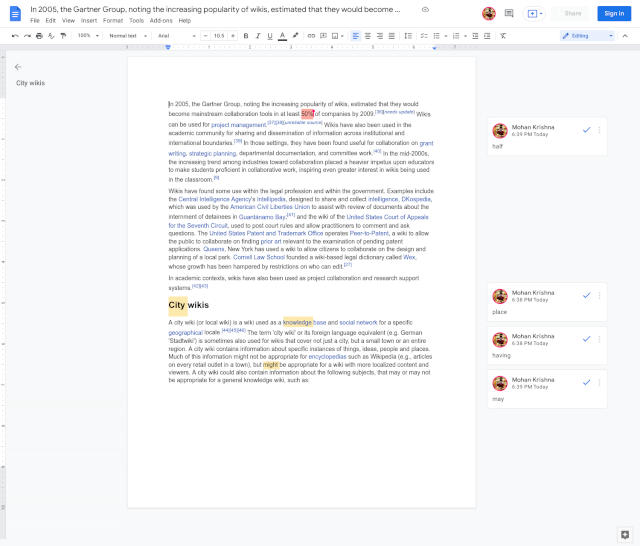 In 2005, the Gartner Group, noting the increasing popularity of wikis, estimated that they would become ...
File Edit View Insert Format Tools Add-ons Help
Share
Sign in
100%
Normal text
Arial
10.5
B I U A
Editing
City wikis
In 2005, the Gartner Group, noting the increasing popularity of wikis, estimated that they would
become mainstream collaboration tools in at least 50% of companies by 2009.[36][needs update] Wikis
can be used for project management.[37][38][unreliable source] Wikis have also been used in the
academic community for sharing and dissemination of information across institutional and
international boundaries.[39] In those settings, they have been found useful for collaboration on grant
writing, strategic planning, departmental documentation, and committee work.[40] In the mid-2000s,
the increasing trend among industries toward collaboration placed a heavier impetus upon educators
to make students proficient in collaborative work, inspiring even greater interest in wikis being used
in the classroom.[9]
Wikis have found some use within the legal profession and within the government. Examples include
the Central Intelligence Agency's Intellipedia, designed to share and collect intelligence, DKospedia,
which was used by the American Civil Liberties Union to assist with review of documents about the
internment of detainees in Guantánamo Bay;[41] and the wiki of the United States Court of Appeals
for the Seventh Circuit, used to post court rules and allow practitioners to comment and ask
questions. The United States Patent and Trademark Office operates Peer-to-Patent, a wiki to allow
the public to collaborate on finding prior art relevant to the examination of pending patent
applications. Queens, New York has used a wiki to allow citizens to collaborate on the design and
planning of a local park. Cornell Law School founded a wiki-based legal dictionary called Wex,
whose growth has been hampered by restrictions on who can edit.[27]
In academic contexts, wikis have also been used as project collaboration and research support
systems.[42][43]
City wikis
A city wiki (or local wiki) is a wiki used as a knowledge base and social network for a specific
geographical locale.[44][45][46] The term 'city wiki' or its foreign language equivalent (e.g. German
'Stadtwiki') is sometimes also used for wikis that cover not just a city, but a small town or an entire
region. A city wiki contains information about specific instances of things, ideas, people and places.
Much of this information might not be appropriate for encyclopedias such as Wikipedia (e.g., articles
on every retail outlet in a town), but might be appropriate for a wiki with more localized content and
viewers. A city wiki could also contain information about the following subjects, that may or may not
be appropriate for a general knowledge wiki, such as:
Mohan Krishna
6:39 PM Today
half
Mohan Krishna
6:38 PM Today
place
Mohan Krishna
6:38 PM Today
having
Mohan Krishna
6:39 PM Today
may